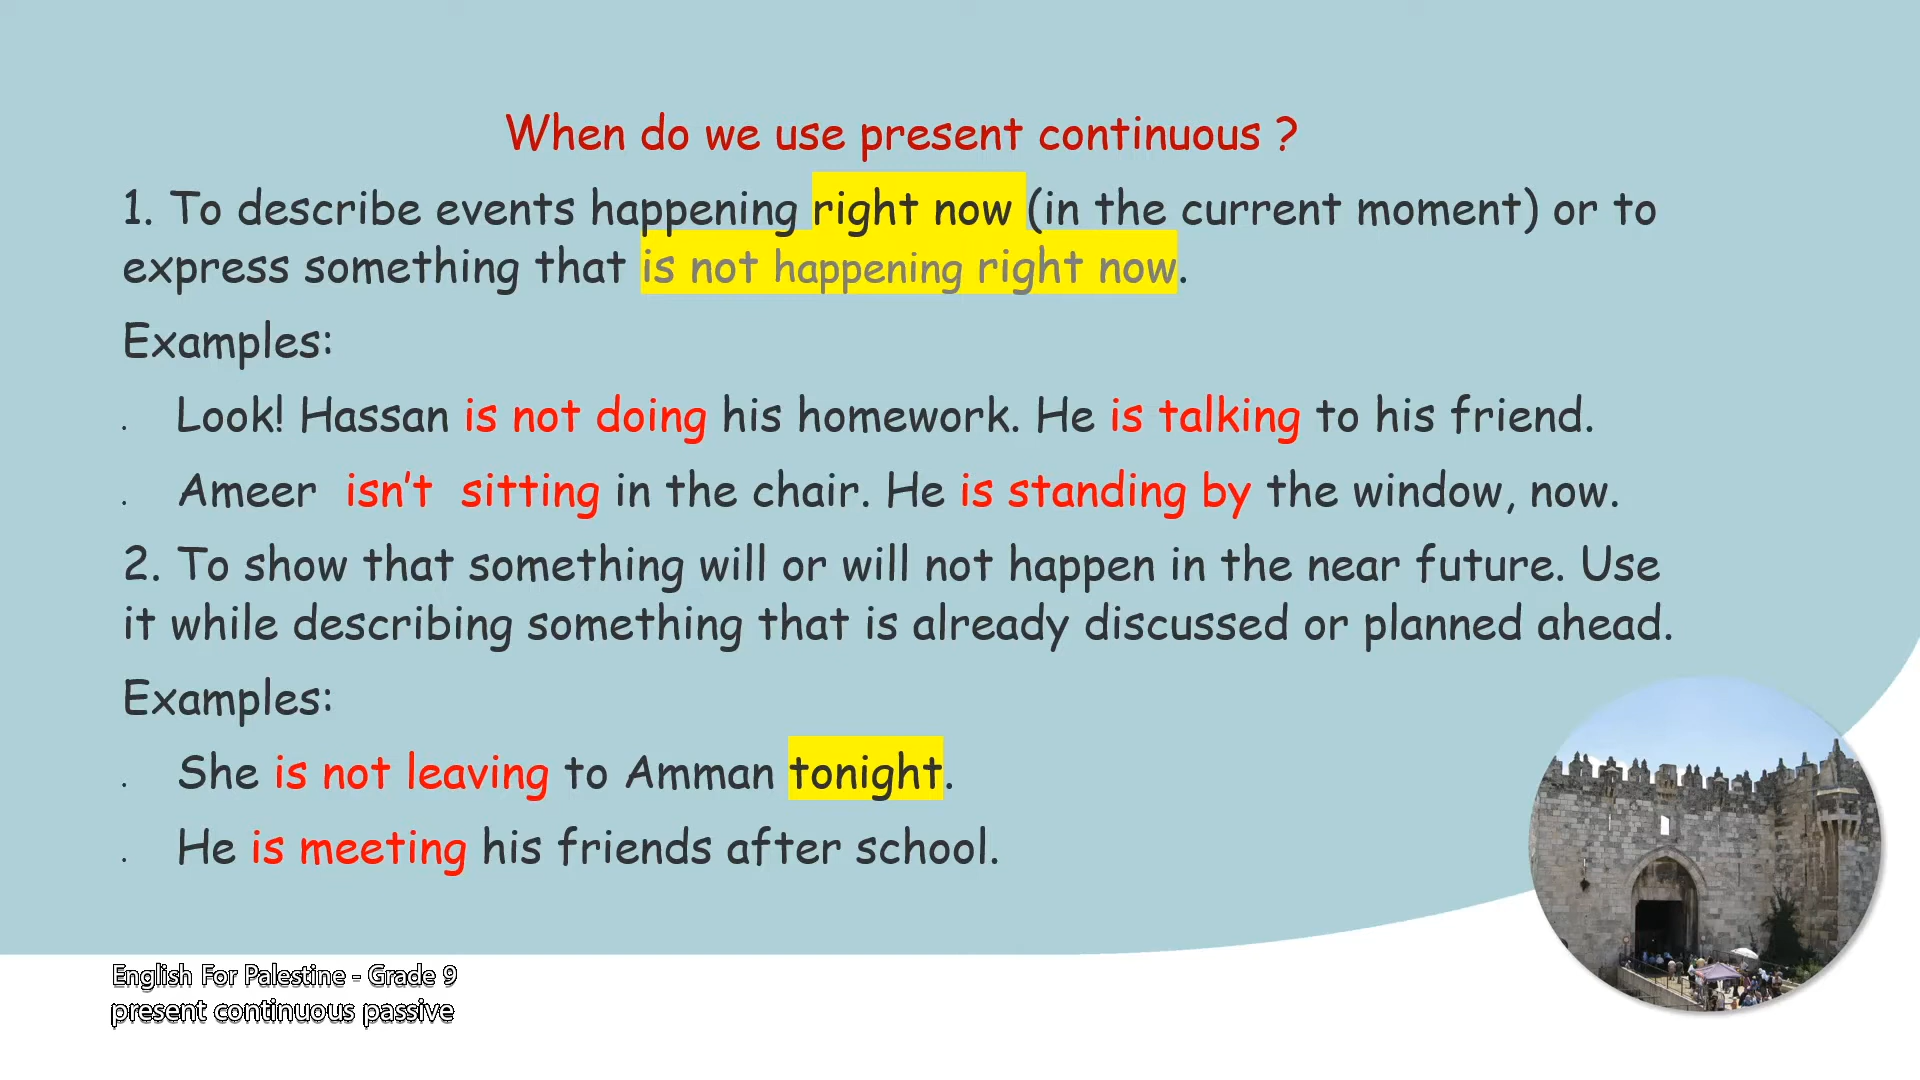 When do we use present continuous ?
1. To describe events happening right now (in the current moment) or to
express something that is not happening right now.
Examples:
. Look! Hassan is not doing his homework. He is talking to his friend.
. Ameer isn’t sitting in the chair. He is standing by the window, now.
2. To show that something will or will not happen in the near future. Use
it while describing something that is already discussed or planned ahead.
Examples:
. She is not leaving to Amman tonight.
. He is meeting his friends after school.
English For Palestine - Grade 9
present continuous passive